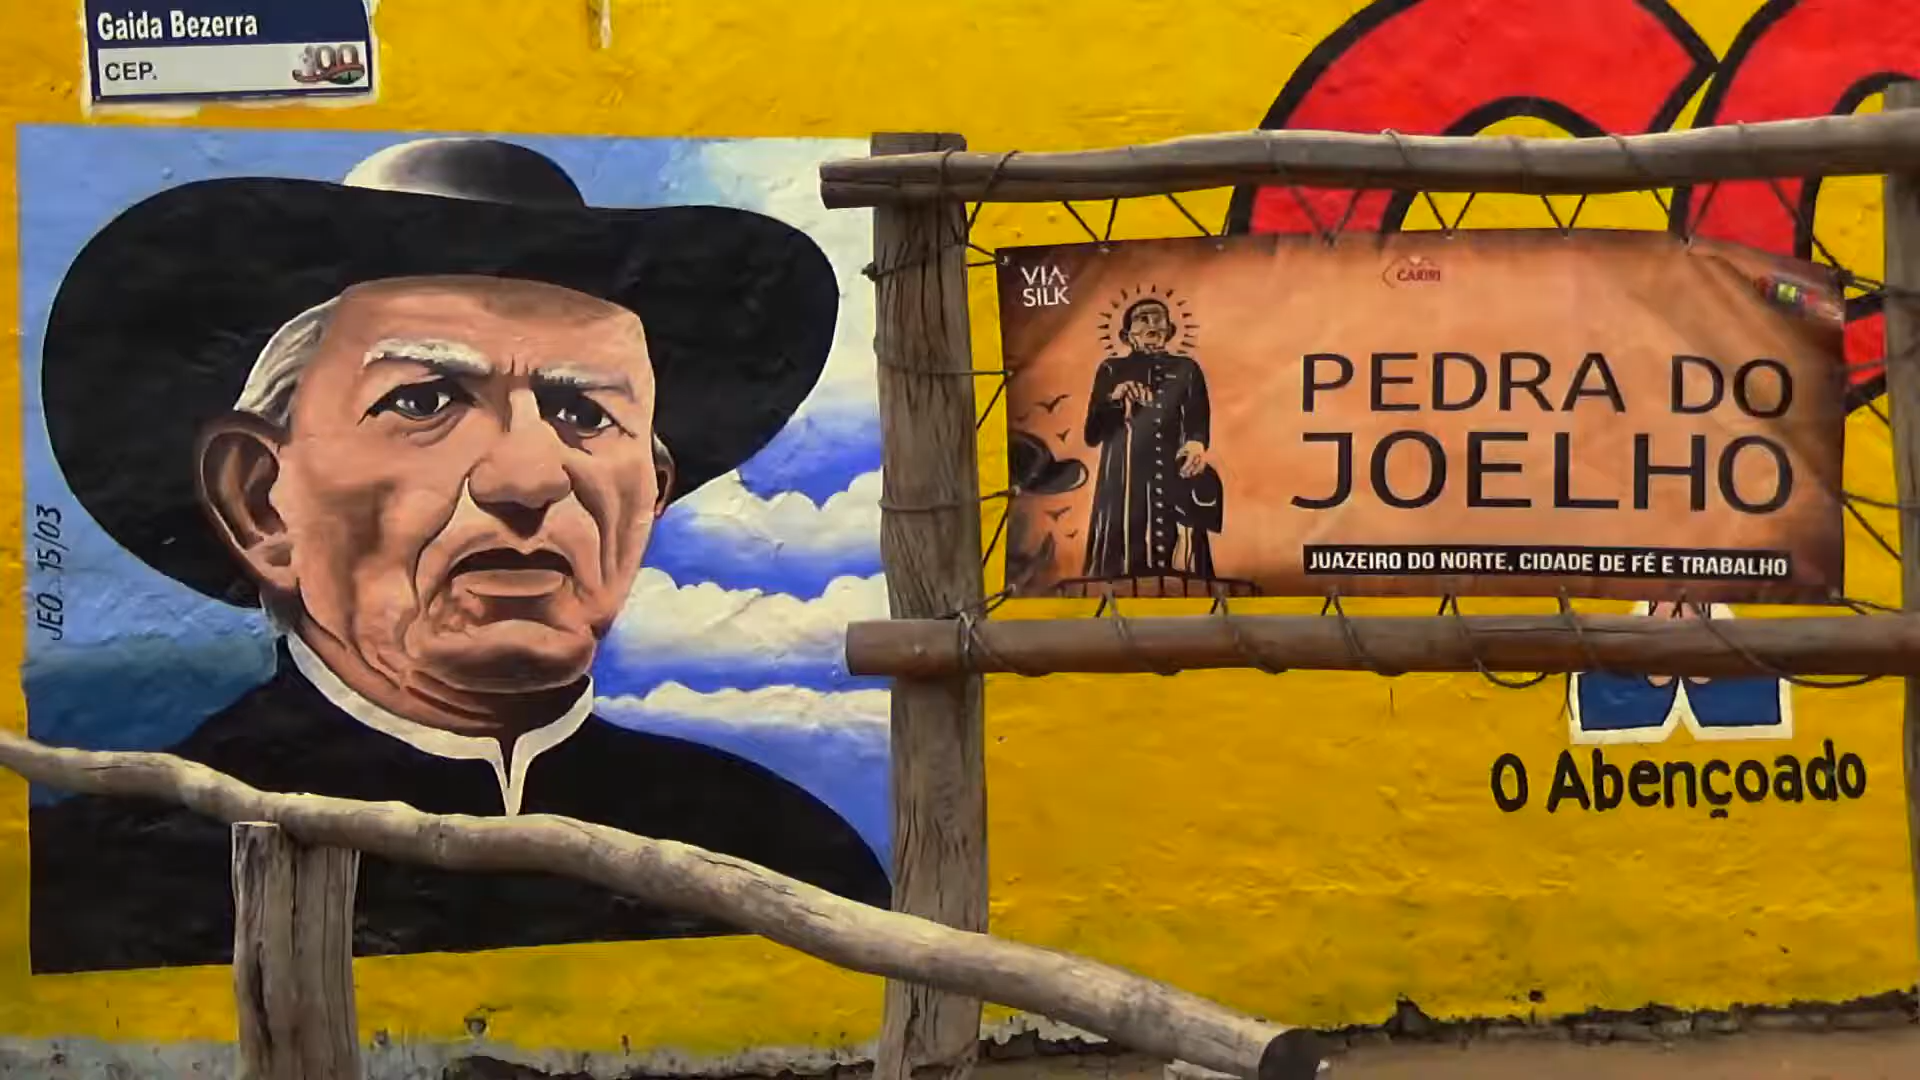 Gaida Bezerra
CEP.
100
JEO. 15/03
VIA
SILK
CARIRI
PEDRA DO
JOELHO
JUAZEIRO DO NORTE, CIDADE DE FÉ E TRABALHO
O Abençoado